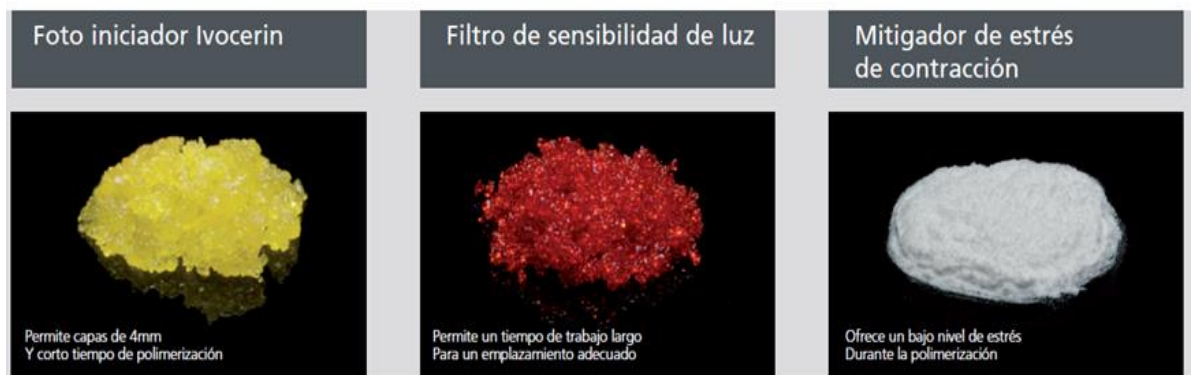 Foto iniciador Ivocerin
Filtro de sensibilidad de luz
Mitigador de estrés
de contracción
Permite capas de 4mm
Y corto tiempo de polimerización
Permite un tiempo de trabajo largo
Para un emplazamiento adecuado
Ofrece un bajo nivel de estrés
Durante la polimerización